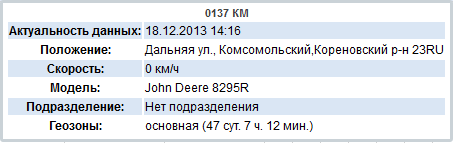 0137 КМ
Актуальность данных: 18.12.2013 14:16
Положение: Дальняя ул., Комсомольский,Кореновский р-н 23RU
Скорость: 0 км/ч
Модель: John Deere 8295R
Подразделение: Нет подразделения
Геозоны: основная (47 сут. 7 ч. 12 мин.)